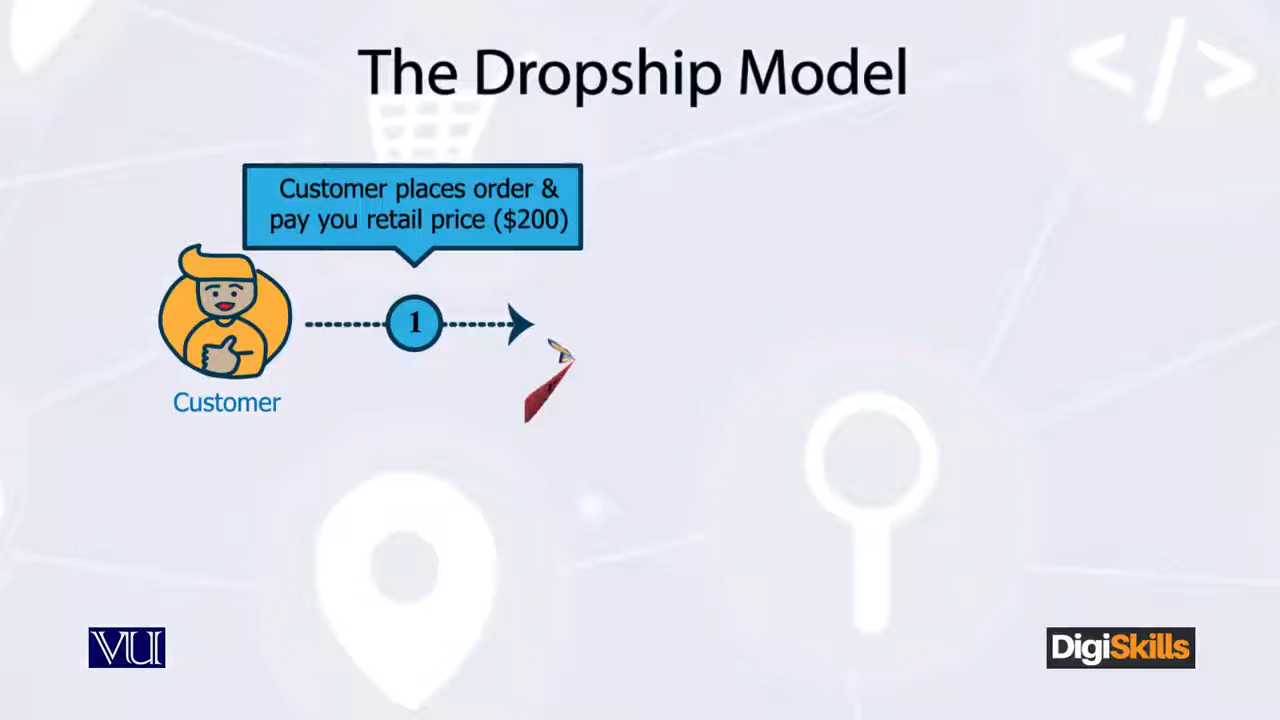 The Dropship Model
Customer places order &
pay you retail price ($200)
1
Customer
VU
DigiSkills